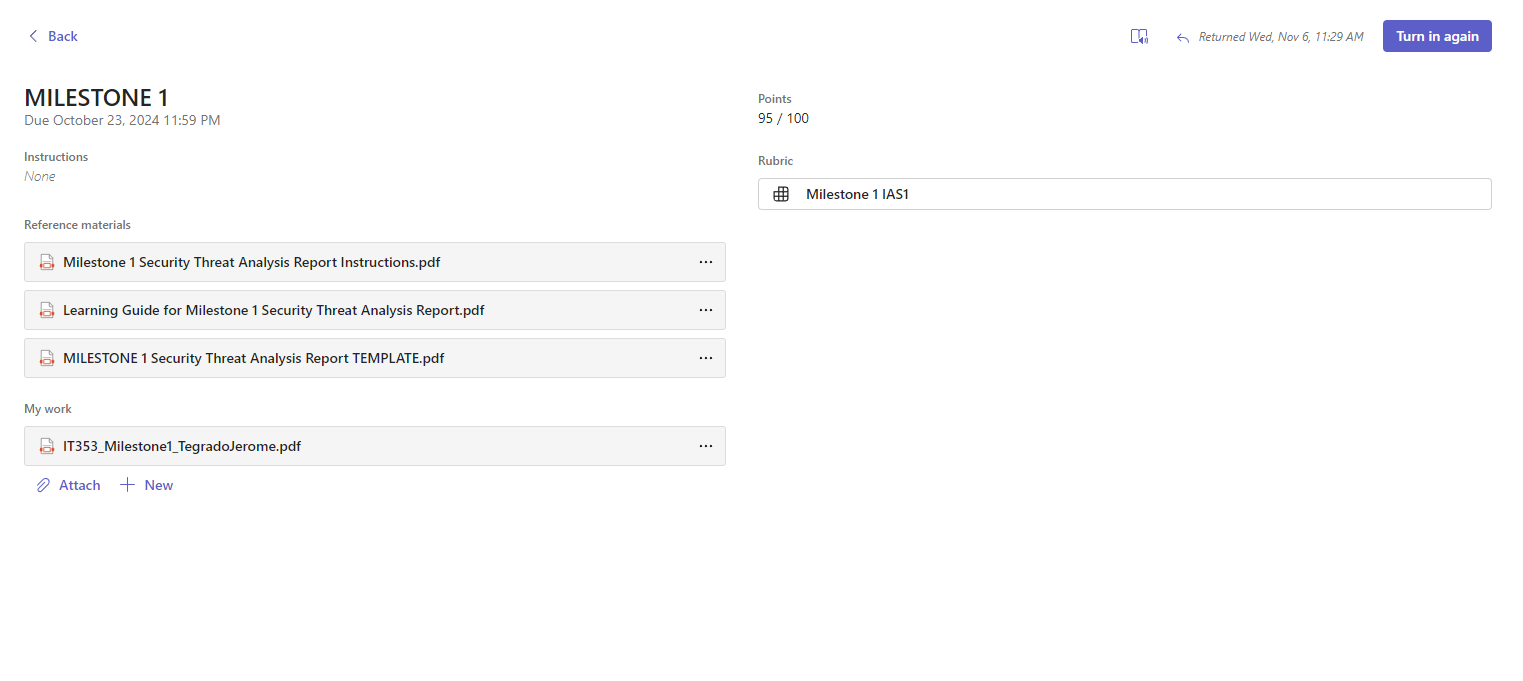 Back
Returned Wed, Nov 6, 11:29 AM
Turn in again
MILESTONE 1
Due October 23, 2024 11:59 PM
Instructions
None
Reference materials
Milestone 1 Security Threat Analysis Report Instructions.pdf
Learning Guide for Milestone 1 Security Threat Analysis Report.pdf
MILESTONE 1 Security Threat Analysis Report TEMPLATE.pdf
My work
IT353_Milestone1_TegradoJerome.pdf
Attach
New
Points
95 / 100
Rubric
Milestone 1 IAS1